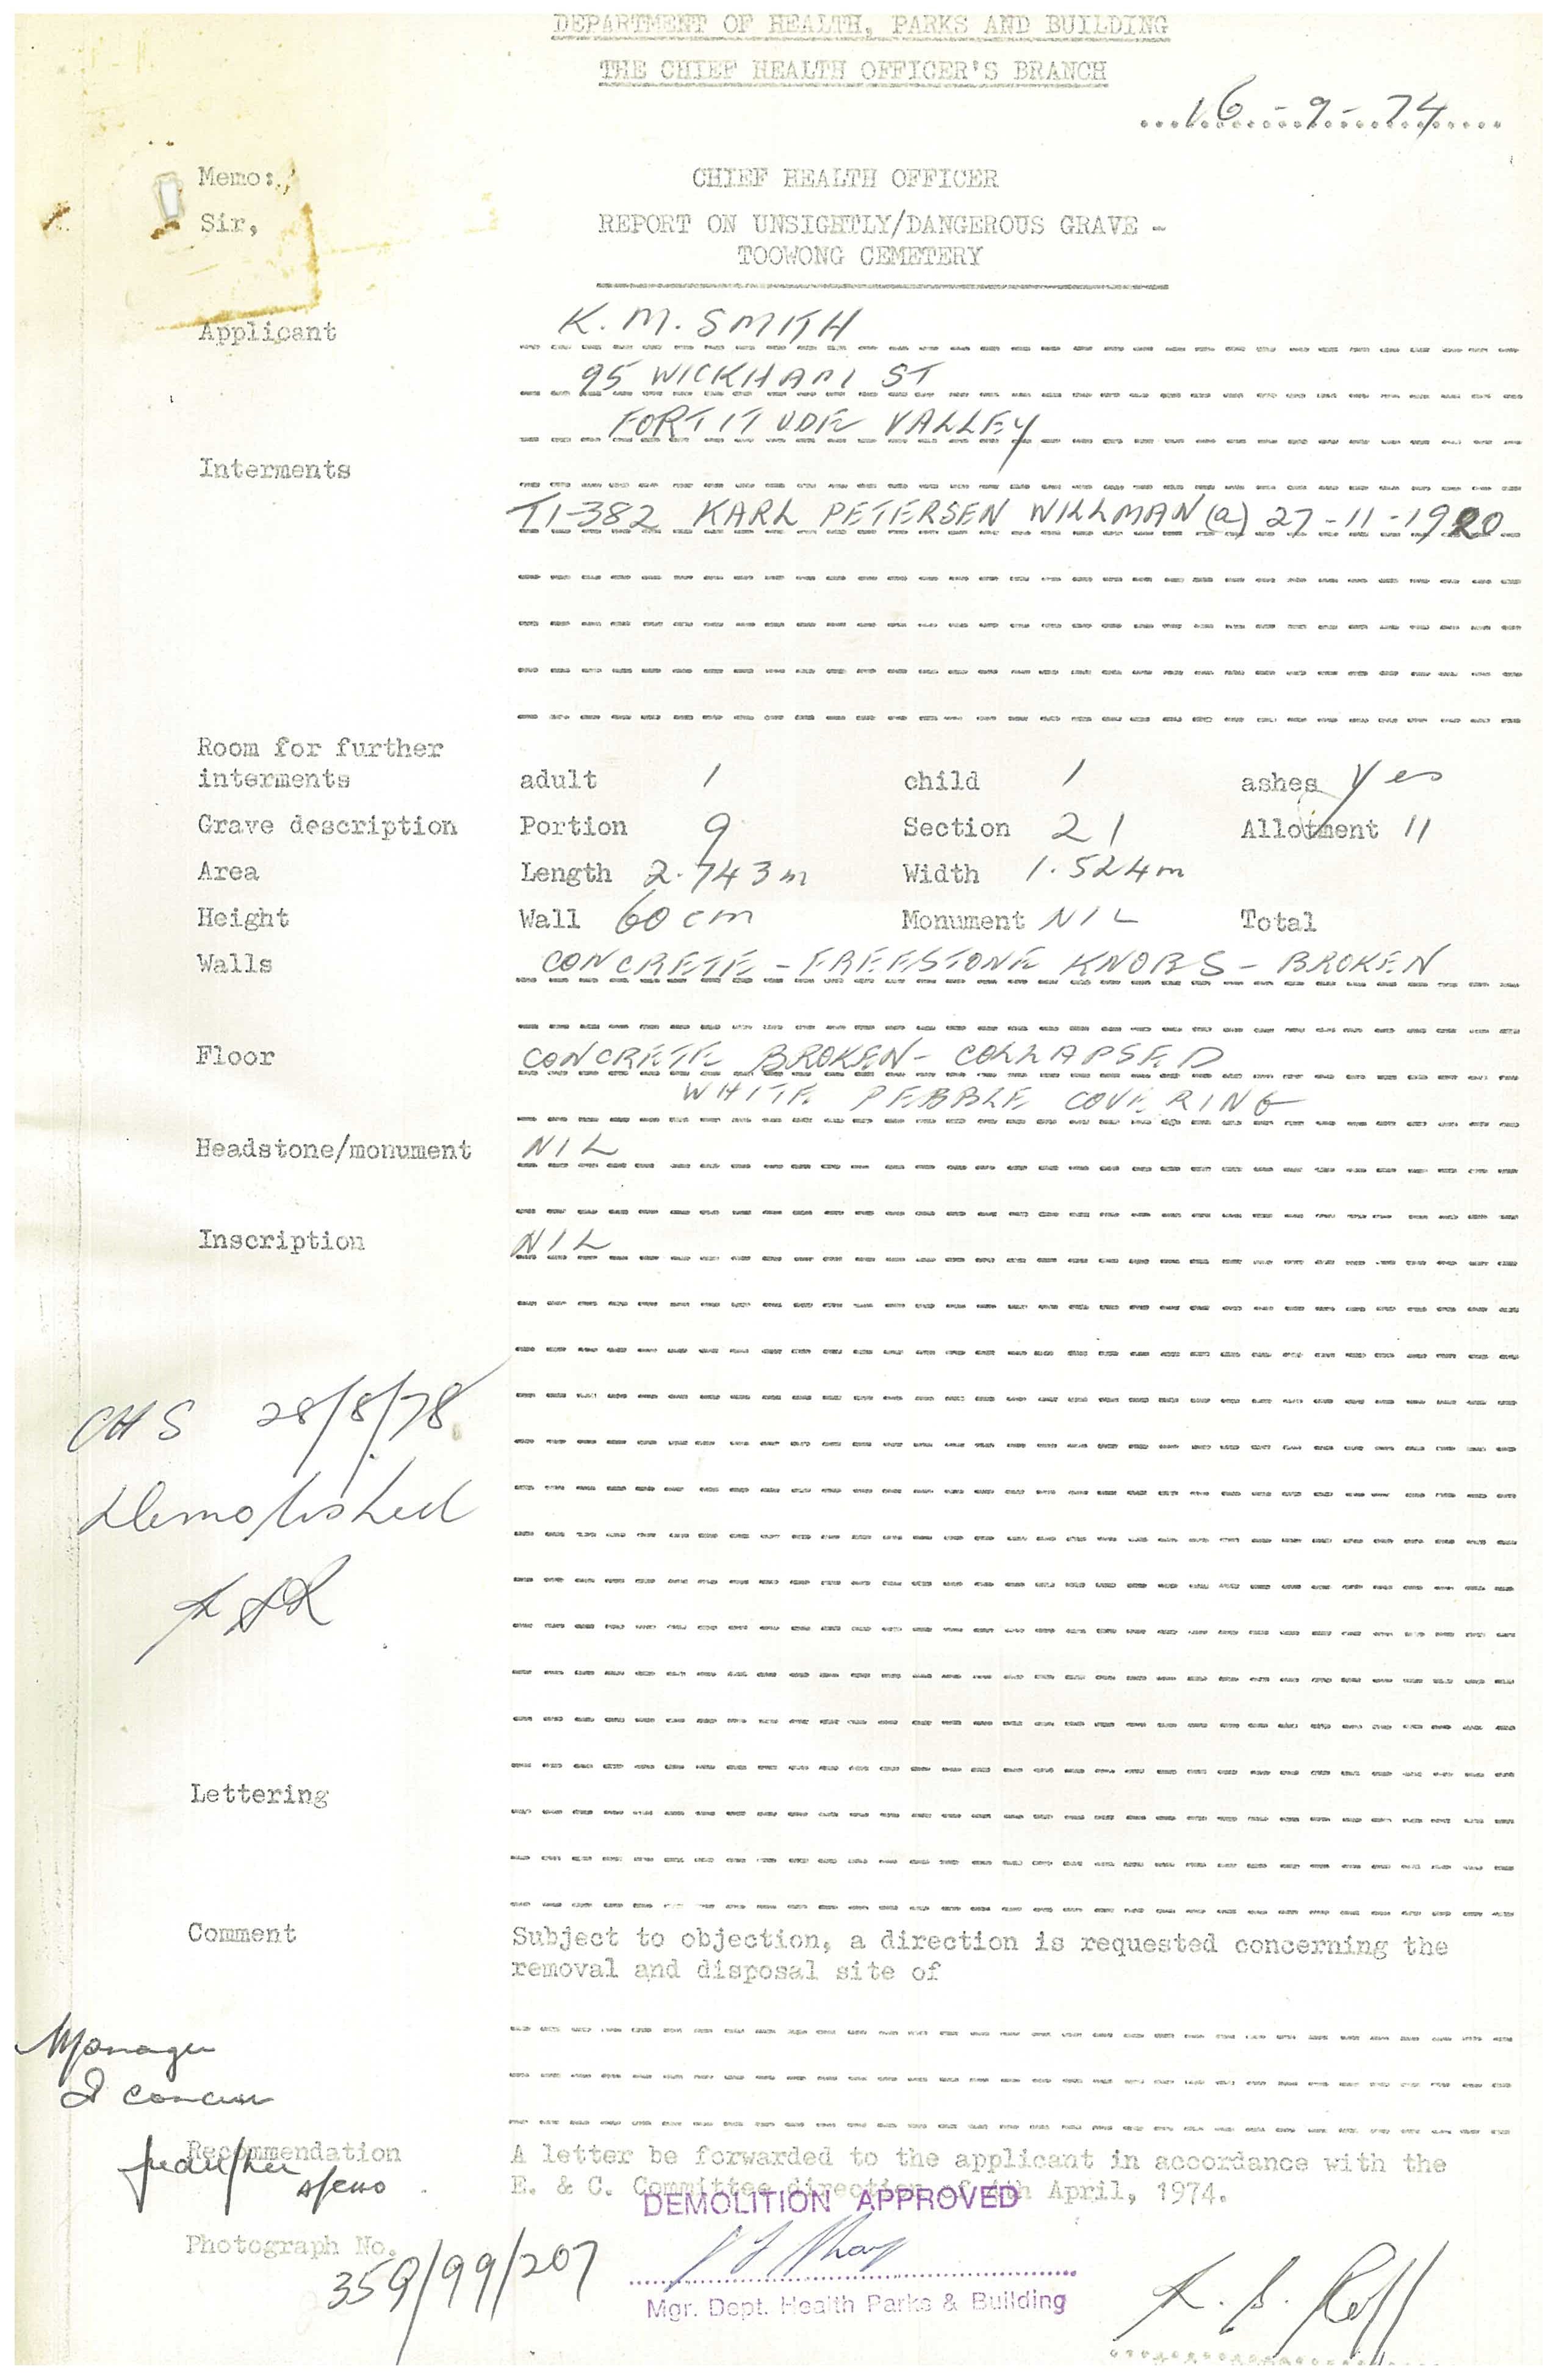 DEPARTMENT OF HEALTH, PARKS AND BUILDING
THE CHIEF HEALTH OFFICER'S BRANCH
16-9-74
Memo:
CHIEF HEALTH OFFICER
Sir,
REPORT ON UNSIGHTLY/DANGEROUS GRAVE -
TOOWONG CEMETERY
Applicant K. M. SMITH
95 WICKHAM ST
FORTITUDE VALLEY
Interments
T1-382 KARL PETERSEN WILLMAN (a) 27-11-1920
Room for further
interments adult 1 child 1 ashes yes
Grave description Portion 9 Section 21 Allotment 11
Area Length 2.743m Width 1.524m
Height Wall 60cm Monument NIL Total
Walls CONCRETE - FREESTONE KNOBS - BROKEN
Floor CONCRETE BROKEN - COLLAPSED
WHITE PEBBLE COVERING
Headstone/monument NIL
Inscription NIL
CHS 28/8/78
Demolished
Lettering
Comment Subject to objection, a direction is requested concerning the
removal and disposal site of
Manager
I concur
Recommendation A letter be forwarded to the applicant in accordance with the
E. & C. Committee direction of 4th April, 1974.
A/CHO
DEMOLITION APPROVED
Photograph No. 359/99/207
Mgr. Dept. Health Parks & Building